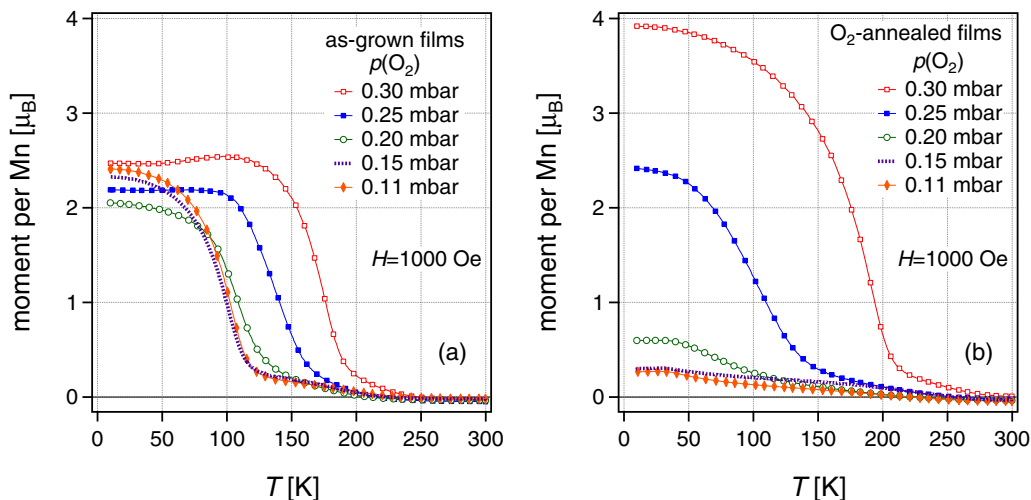 4
3
2
1
0
moment per Mn [μB]
as-grown films
p(O2)
0.30 mbar
0.25 mbar
0.20 mbar
0.15 mbar
0.11 mbar
H=1000 Oe
(a)
0 50 100 150 200 250 300
T [K]
4
3
2
1
0
moment per Mn [μB]
O2-annealed films
p(O2)
0.30 mbar
0.25 mbar
0.20 mbar
0.15 mbar
0.11 mbar
H=1000 Oe
(b)
0 50 100 150 200 250 300
T [K]